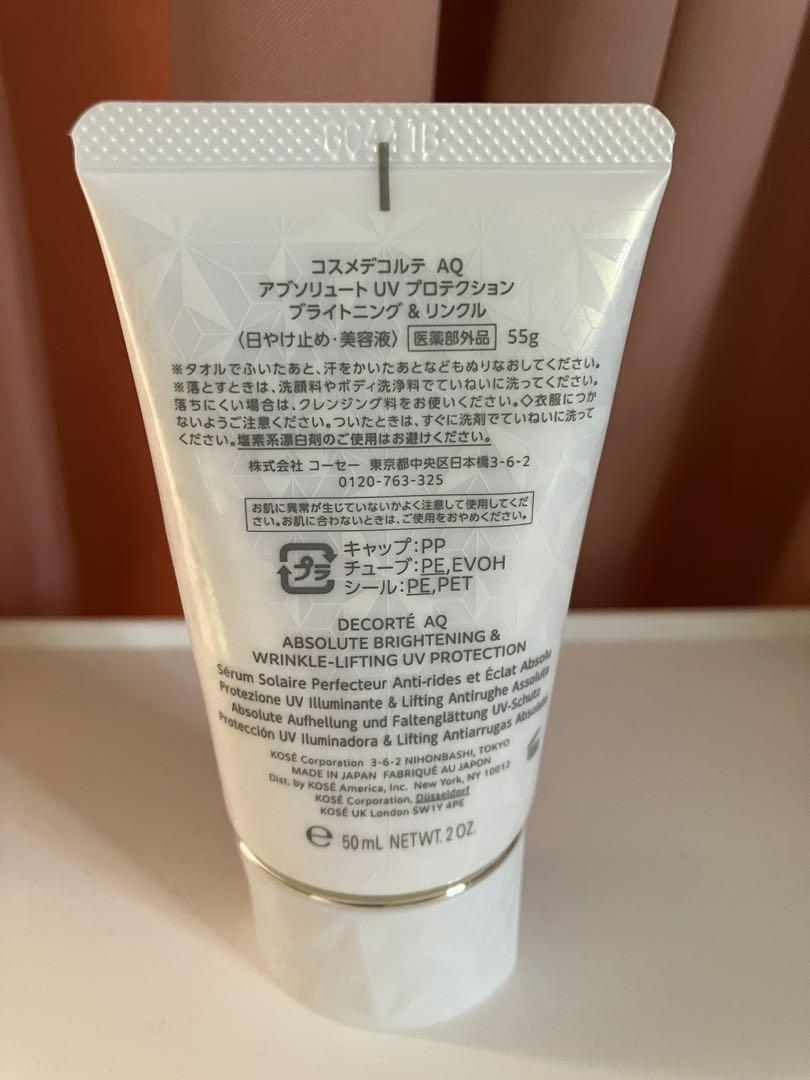 コスメデコルテ AQ
アブソリュート UV プロテクション
ブライトニング & リンクル
〈日やけ止め・美容液〉 医薬部外品 55g
※タオルでふいたあと、汗をかいたあとなどもぬりなおしてください。
※落とすときは、洗顔料やボディ洗浄料でていねいに洗ってください。
落ちにくい場合は、クレンジング料をお使いください。◇衣服につか
ないようご注意ください。ついたときは、すぐに洗剤でていねいに洗って
ください。塩素系漂白剤のご使用はお避けください。
株式会社 コーセー 東京都中央区日本橋3-6-2
0120-763-325
お肌に異常が生じていないかよく注意して使用してくだ
さい。お肌に合わないときは、ご使用をおやめください。
プラ
キャップ:PP
チューブ:PE,EVOH
シール:PE,PET
DECORTÉ AQ
ABSOLUTE BRIGHTENING &
WRINKLE-LIFTING UV PROTECTION
Sérum Solaire Perfecteur Anti-rides et Éclat Absolu
Protezione UV Illuminante & Lifting Antirughe Assoluta
Absolute Aufhellung und Faltenglättung UV-Schutz
Protección UV Iluminadora & Lifting Antiarrugas Absoluta
KOSÉ Corporation 3-6-2 NIHONBASHI, TOKYO
MADE IN JAPAN FABRIQUÉ AU JAPON
Dist. by KOSÉ America, Inc. New York, NY 10012
KOSÉ Corporation, Düsseldorf
KOSÉ UK London SW1Y 4PE
℮ 50 mL NETWT. 2 OZ.